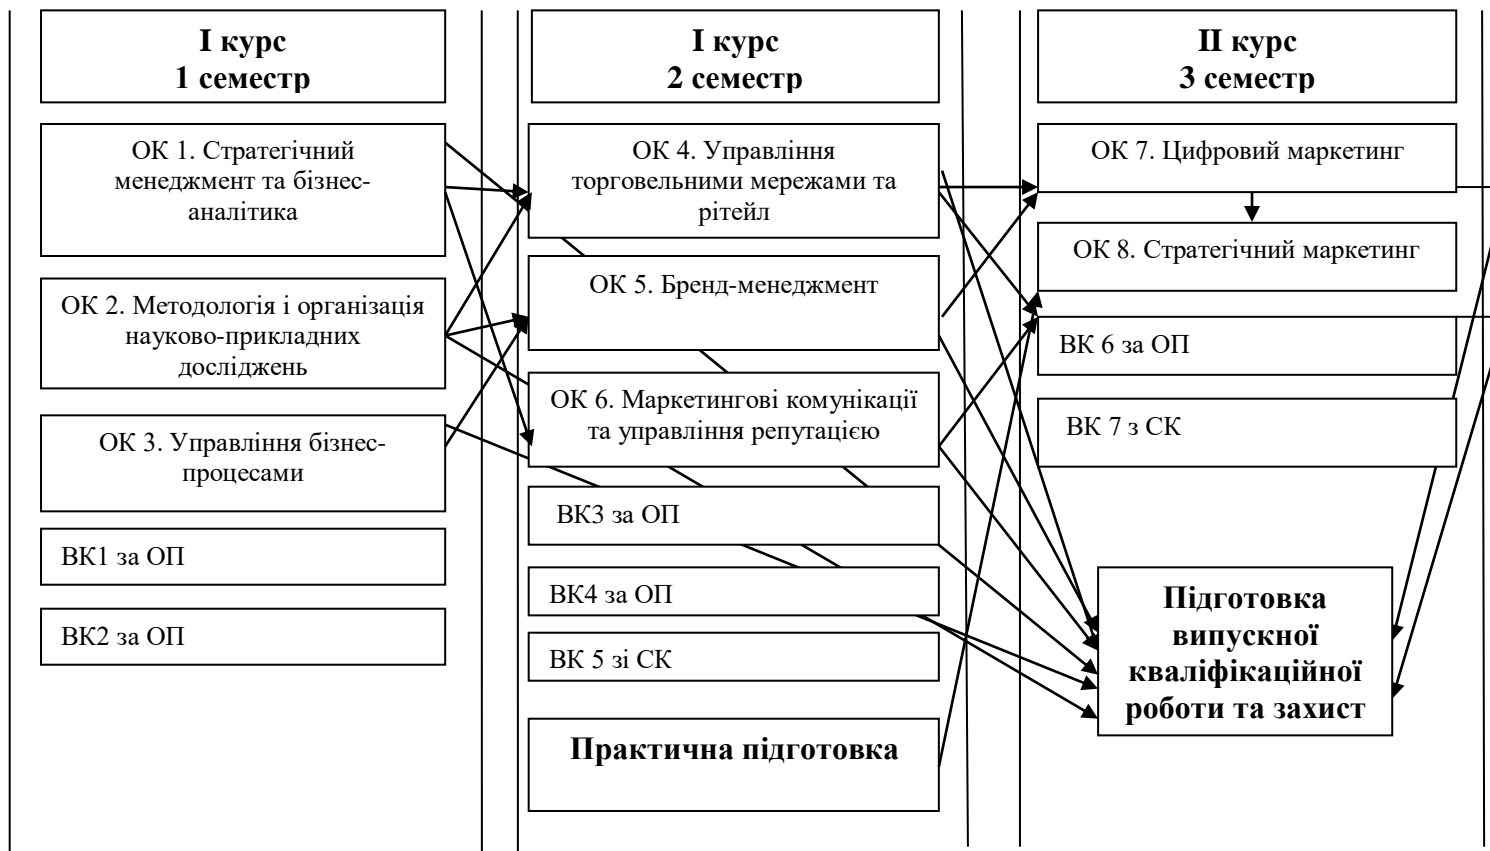 І курс
1 семестр
ОК 1. Стратегічний
менеджмент та бізнес-
аналітика
ОК 2. Методологія і організація
науково-прикладних
досліджень
ОК 3. Управління бізнес-
процесами
ВК1 за ОП
ВК2 за ОП
І курс
2 семестр
ОК 4. Управління
торговельними мережами та
рітейл
ОК 5. Бренд-менеджмент
ОК 6. Маркетингові комунікації
та управління репутацією
ВК3 за ОП
ВК4 за ОП
ВК 5 зі СК
Практична підготовка
ІІ курс
3 семестр
ОК 7. Цифровий маркетинг
ОК 8. Стратегічний маркетинг
ВК 6 за ОП
ВК 7 з СК
Підготовка
випускної
кваліфікаційної
роботи та захист